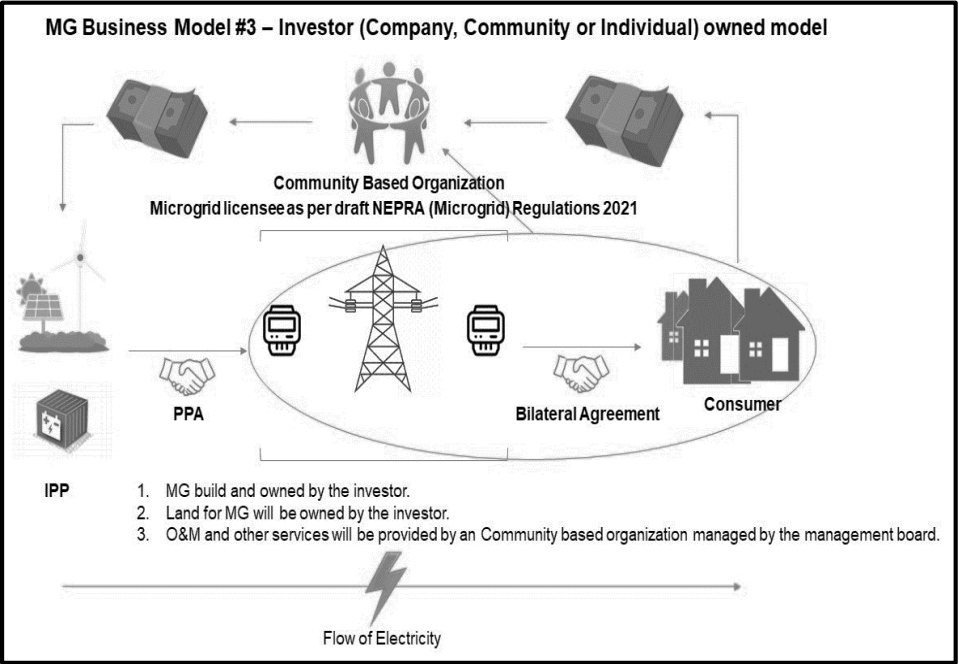 MG Business Model #3 – Investor (Company, Community or Individual) owned model
Community Based Organization
Microgrid licensee as per draft NEPRA (Microgrid) Regulations 2021
PPA
Bilateral Agreement
Consumer
IPP
1. MG build and owned by the investor.
2. Land for MG will be owned by the investor.
3. O&M and other services will be provided by an Community based organization managed by the management board.
Flow of Electricity